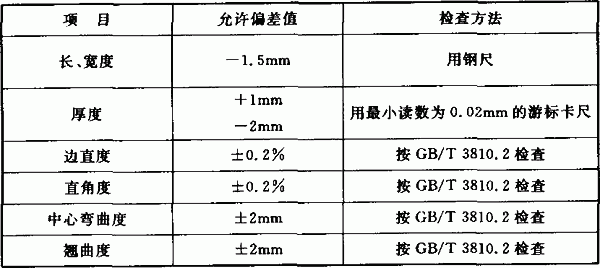 项 目 允许偏差值 检查方法
长、宽度 －1.5mm 用钢尺
厚度 ＋1mm －2mm 用最小读数为0.02mm的游标卡尺
边直度 ±0.2% 按 GB/T 3810.2 检查
直角度 ±0.2% 按 GB/T 3810.2 检查
中心弯曲度 ±2mm 按 GB/T 3810.2 检查
翘曲度 ±2mm 按 GB/T 3810.2 检查